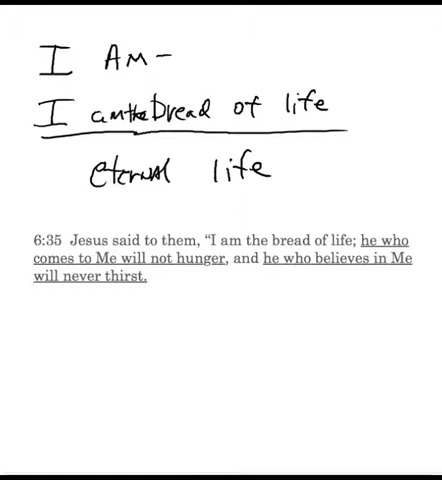 I AM -
I am the bread of life
eternal life
6:35 Jesus said to them, “I am the bread of life; he who
comes to Me will not hunger, and he who believes in Me
will never thirst.